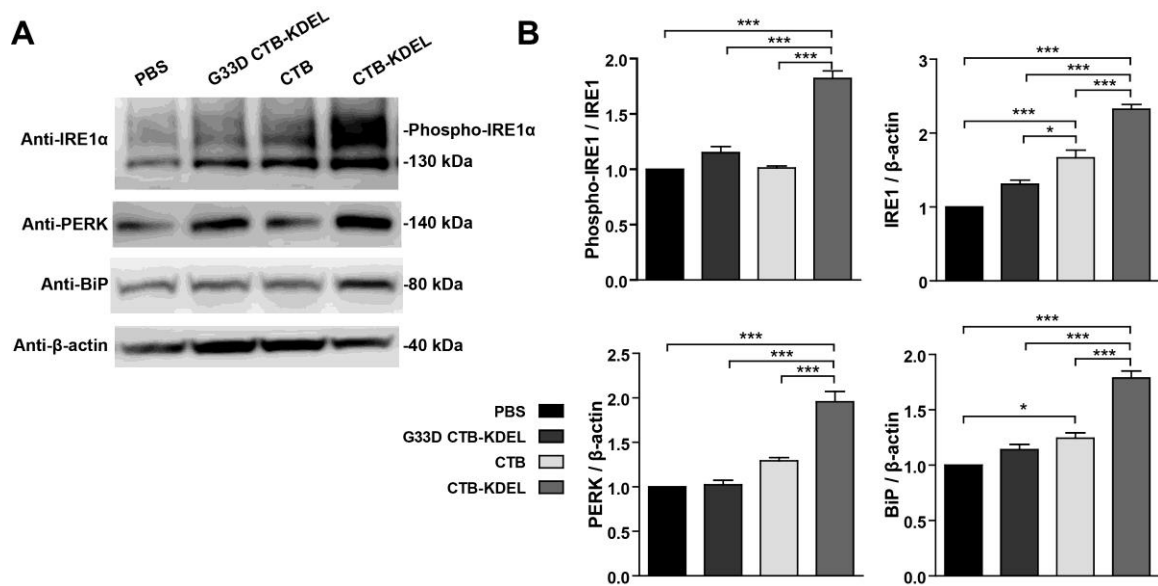 A
PBS
G33D CTB-KDEL
CTB
CTB-KDEL
Anti-IRE1α
-Phospho-IRE1α
-130 kDa
Anti-PERK
-140 kDa
Anti-BiP
-80 kDa
Anti-β-actin
-40 kDa
PBS
G33D CTB-KDEL
CTB
CTB-KDEL
B
Phospho-IRE1 / IRE1
2.0
1.5
1.0
0.5
0.0
***
***
***
IRE1 / β-actin
3
2
1
0
***
***
***
***
*
PERK / β-actin
2.5
2.0
1.5
1.0
0.5
0.0
***
***
***
BiP / β-actin
2.0
1.5
1.0
0.5
0.0
***
***
***
*